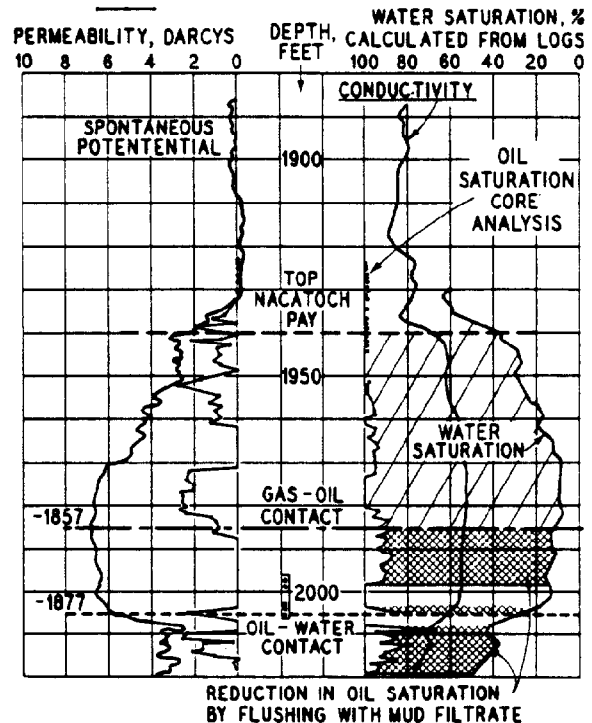 PERMEABILITY, DARCYS
10 8 6 4 2 0
DEPTH,
FEET
WATER SATURATION, %
CALCULATED FROM LOGS
100 80 60 40 20 0
CONDUCTIVITY
SPONTANEOUS
POTENTENTIAL
1900
OIL
SATURATION
CORE
ANALYSIS
TOP
NACATOCH
PAY
1950
WATER
SATURATION
GAS-OIL
CONTACT
-1857
2000
-1877
OIL-WATER
CONTACT
REDUCTION IN OIL SATURATION
BY FLUSHING WITH MUD FILTRATE